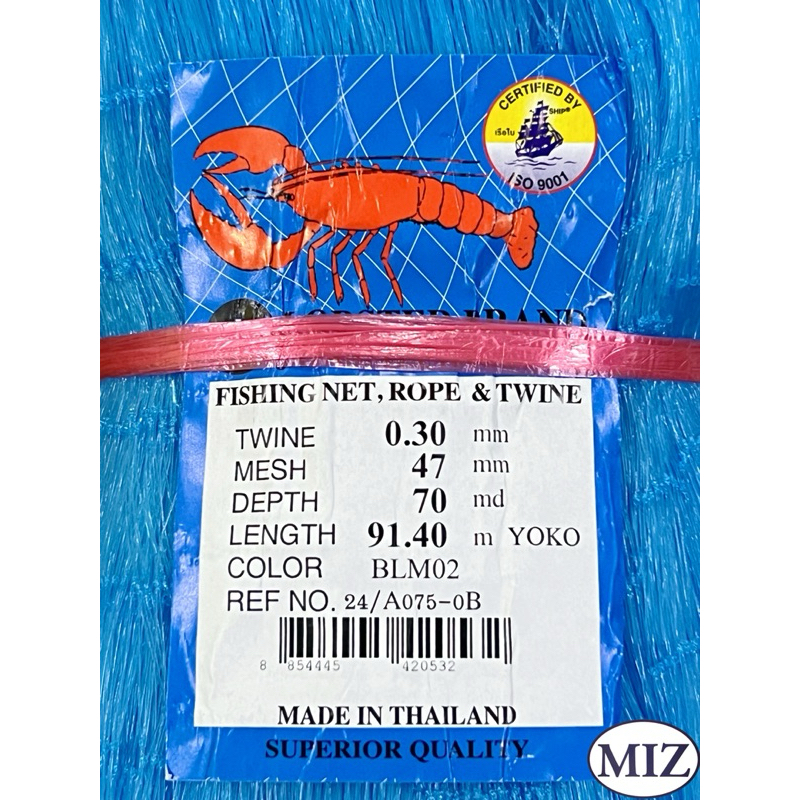 CERTIFIED BY
เรือใบ
SHIP®
ISO 9001
LOBSTER BRAND
FISHING NET, ROPE & TWINE
TWINE 0.30 mm
MESH 47 mm
DEPTH 70 md
LENGTH 91.40 m YOKO
COLOR BLM02
REF NO. 24/A075-0B
8 854445 420532
MADE IN THAILAND
SUPERIOR QUALITY
MIZ